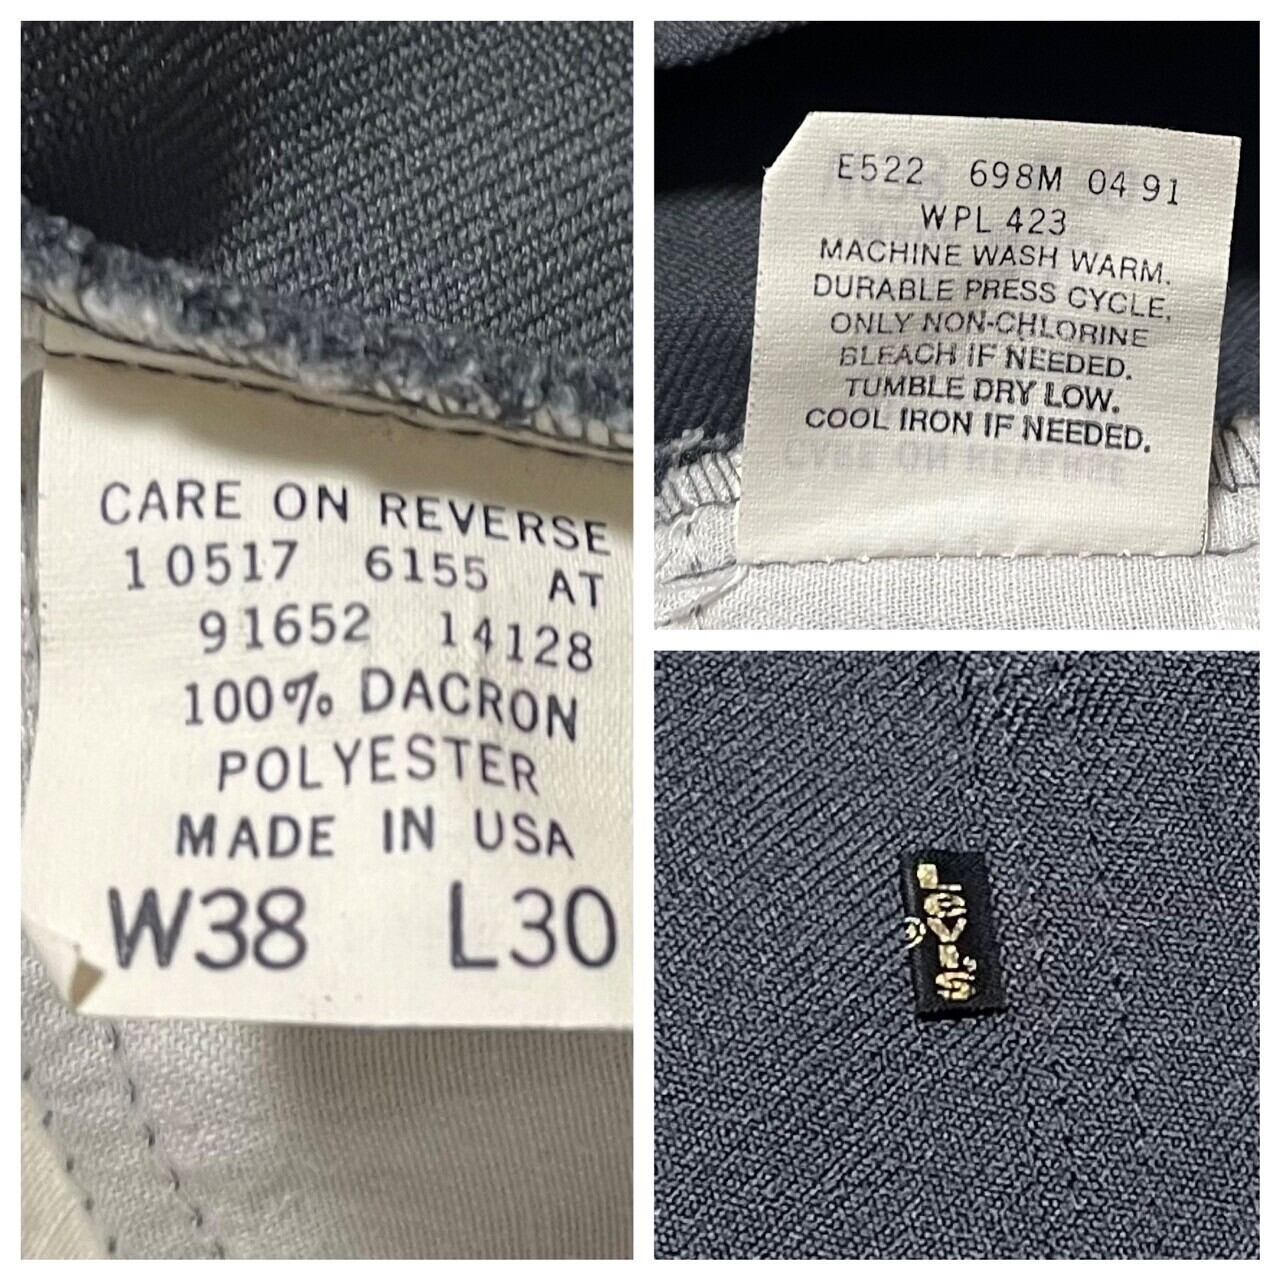 CARE ON REVERSE
10517 6155 AT
91652 14128
100% DACRON
POLYESTER
MADE IN USA
W38 L30
E522 698M 04 91
WPL 423
MACHINE WASH WARM.
DURABLE PRESS CYCLE.
ONLY NON-CHLORINE
BLEACH IF NEEDED.
TUMBLE DRY LOW.
COOL IRON IF NEEDED.
LEVI'S
®